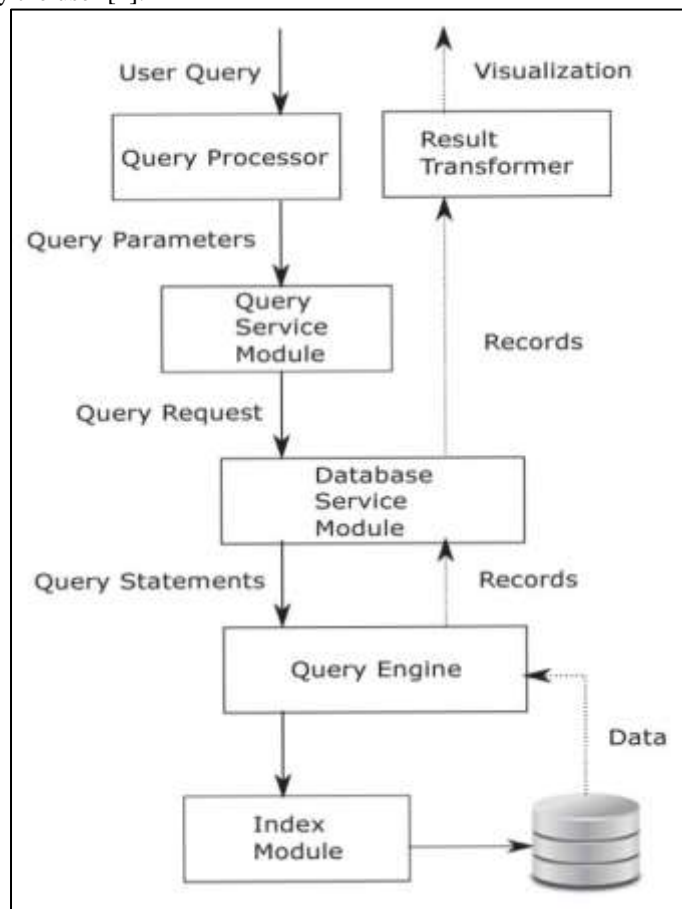 User Query
Visualization
Query Processor
Result
Transformer
Query Parameters
Query
Service
Module
Records
Query Request
Database
Service
Module
Query Statements
Records
Query Engine
Data
Index
Module